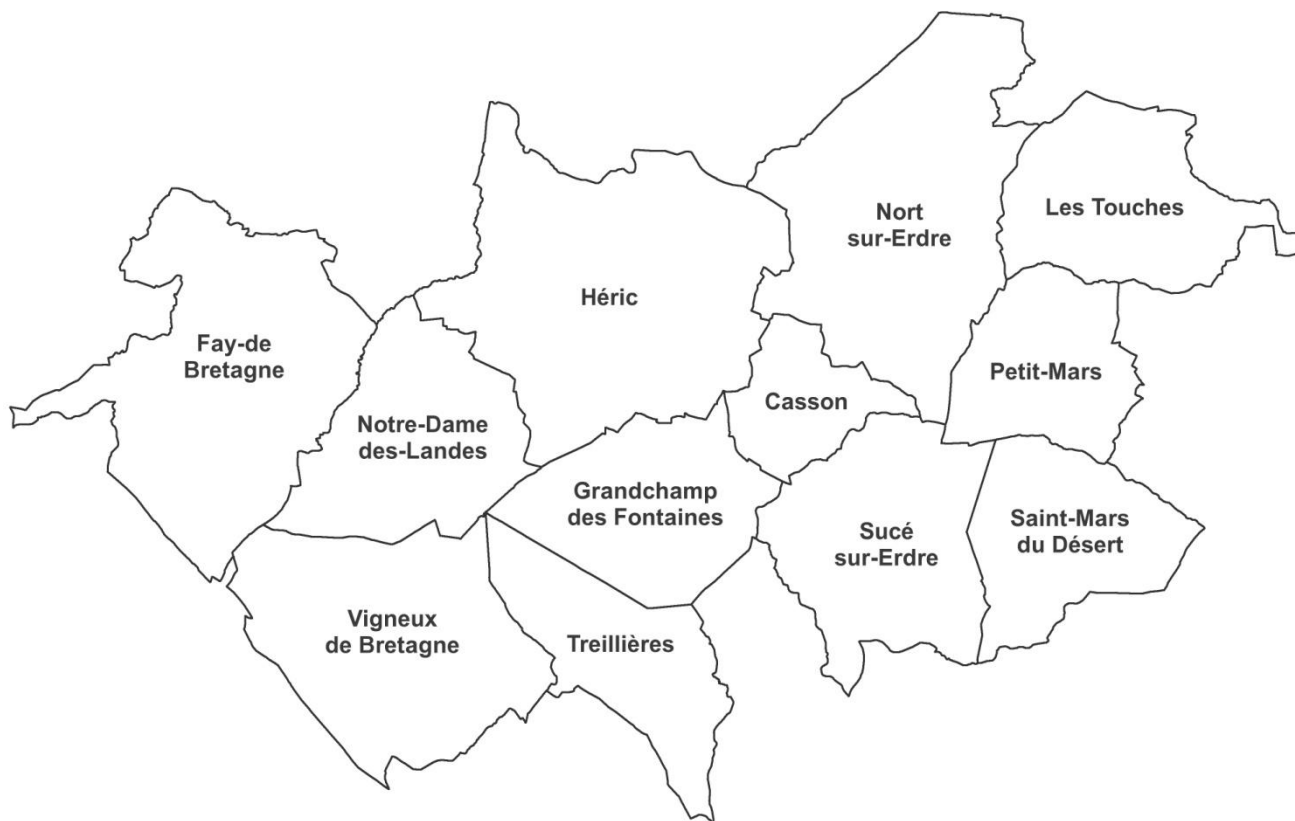 Nort
sur-Erdre
Les Touches
Héric
Fay-de
Bretagne
Petit-Mars
Casson
Notre-Dame
des-Landes
Grandchamp
des Fontaines
Sucé
sur-Erdre
Saint-Mars
du Désert
Vigneux
de Bretagne
Treillières